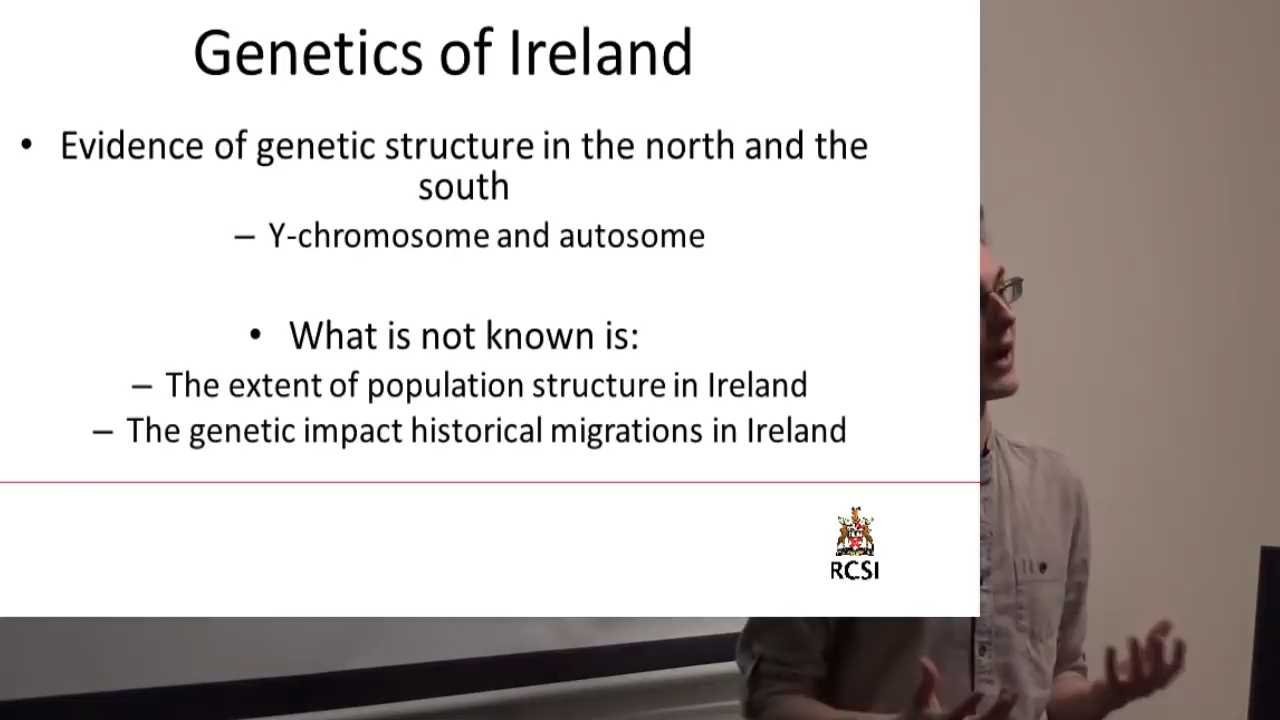 Genetics of Ireland
• Evidence of genetic structure in the north and the
south
– Y-chromosome and autosome
• What is not known is:
– The extent of population structure in Ireland
– The genetic impact historical migrations in Ireland
RCSI